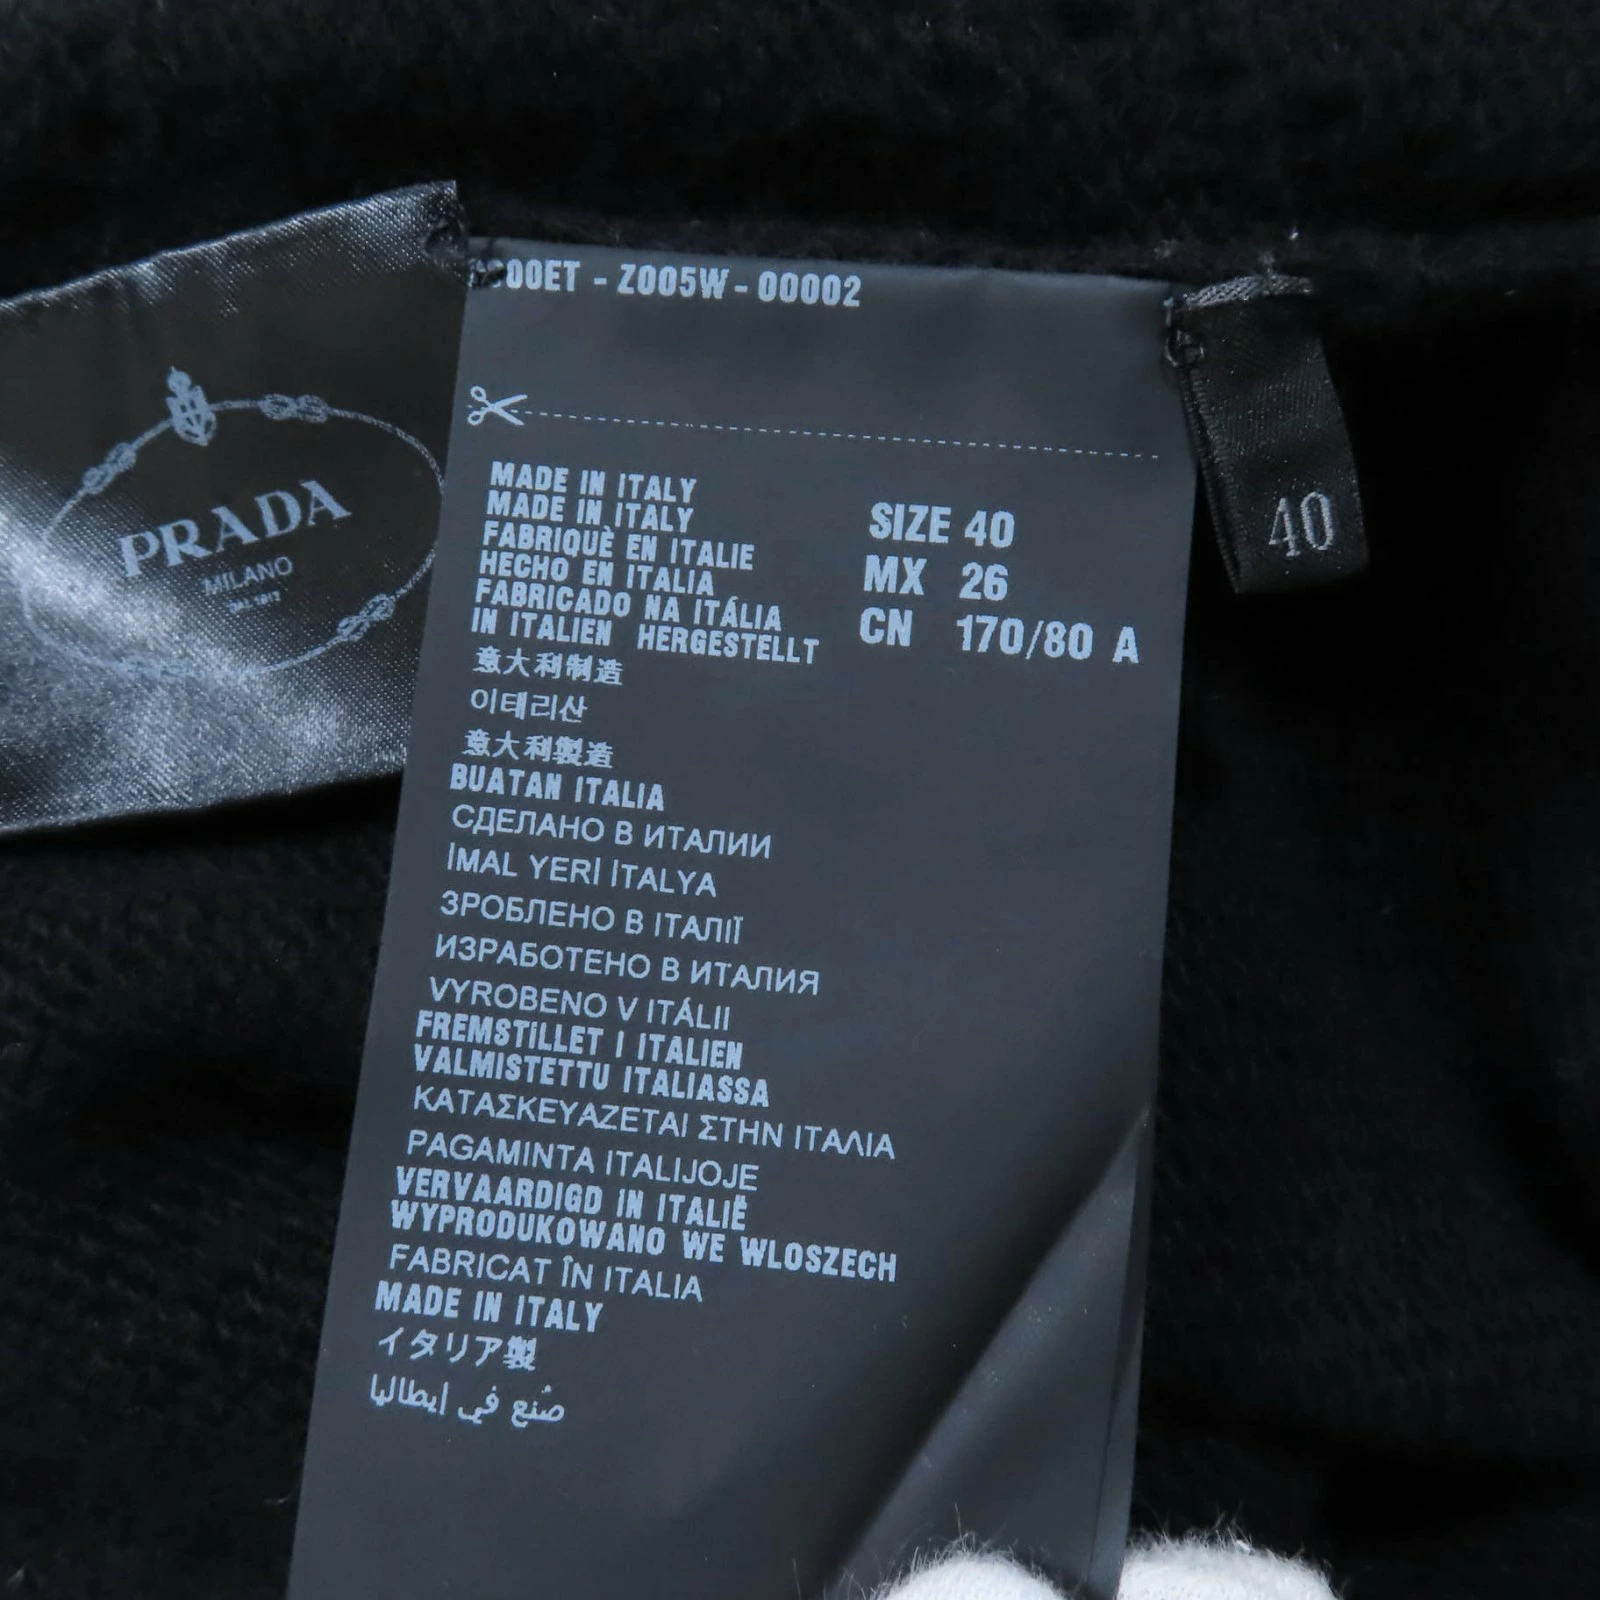 PRADA
MILANO
00ET - Z005W - 00002
MADE IN ITALY
MADE IN ITALY
FABRIQUÈ EN ITALIE
HECHO EN ITALIA
FABRICADO NA ITÁLIA
IN ITALIEN HERGESTELLT
意大利制造
이테리산
意大利製造
BUATAN ITALIA
СДЕЛАНО В ИТАЛИИ
İMAL YERİ İTALYA
ЗРОБЛЕНО В ІТАЛІЇ
ИЗРАБОТЕНО В ИТАЛИЯ
VYROBENO V ITÁLII
FREMSTILLET I ITALIEN
VALMISTETTU ITALIASSA
ΚΑΤΑΣΚΕΥΑΖΕΤΑΙ ΣΤΗΝ ΙΤΑΛΙΑ
PAGAMINTA ITALIJOJE
VERVAARDIGD IN ITALIË
WYPRODUKOWANO WE WLOSZECH
FABRICAT ÎN ITALIA
MADE IN ITALY
イタリア製
صُنع في إيطاليا
SIZE 40
MX 26
CN 170/80 A
40